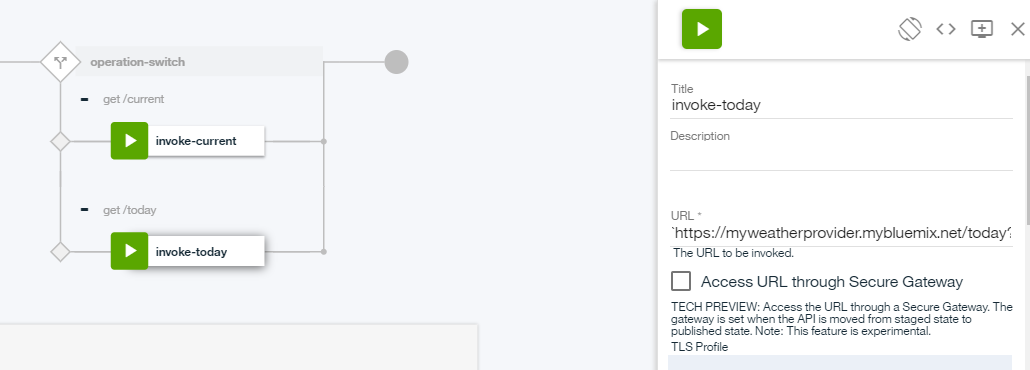 operation-switch
get /current
invoke-current
get /today
invoke-today
Title
invoke-today
Description
URL *
`https://myweatherprovider.mybluemix.net/today?
The URL to be invoked.
Access URL through Secure Gateway
TECH PREVIEW: Access the URL through a Secure Gateway. The
gateway is set when the API is moved from staged state to
published state. Note: This feature is experimental.
TLS Profile